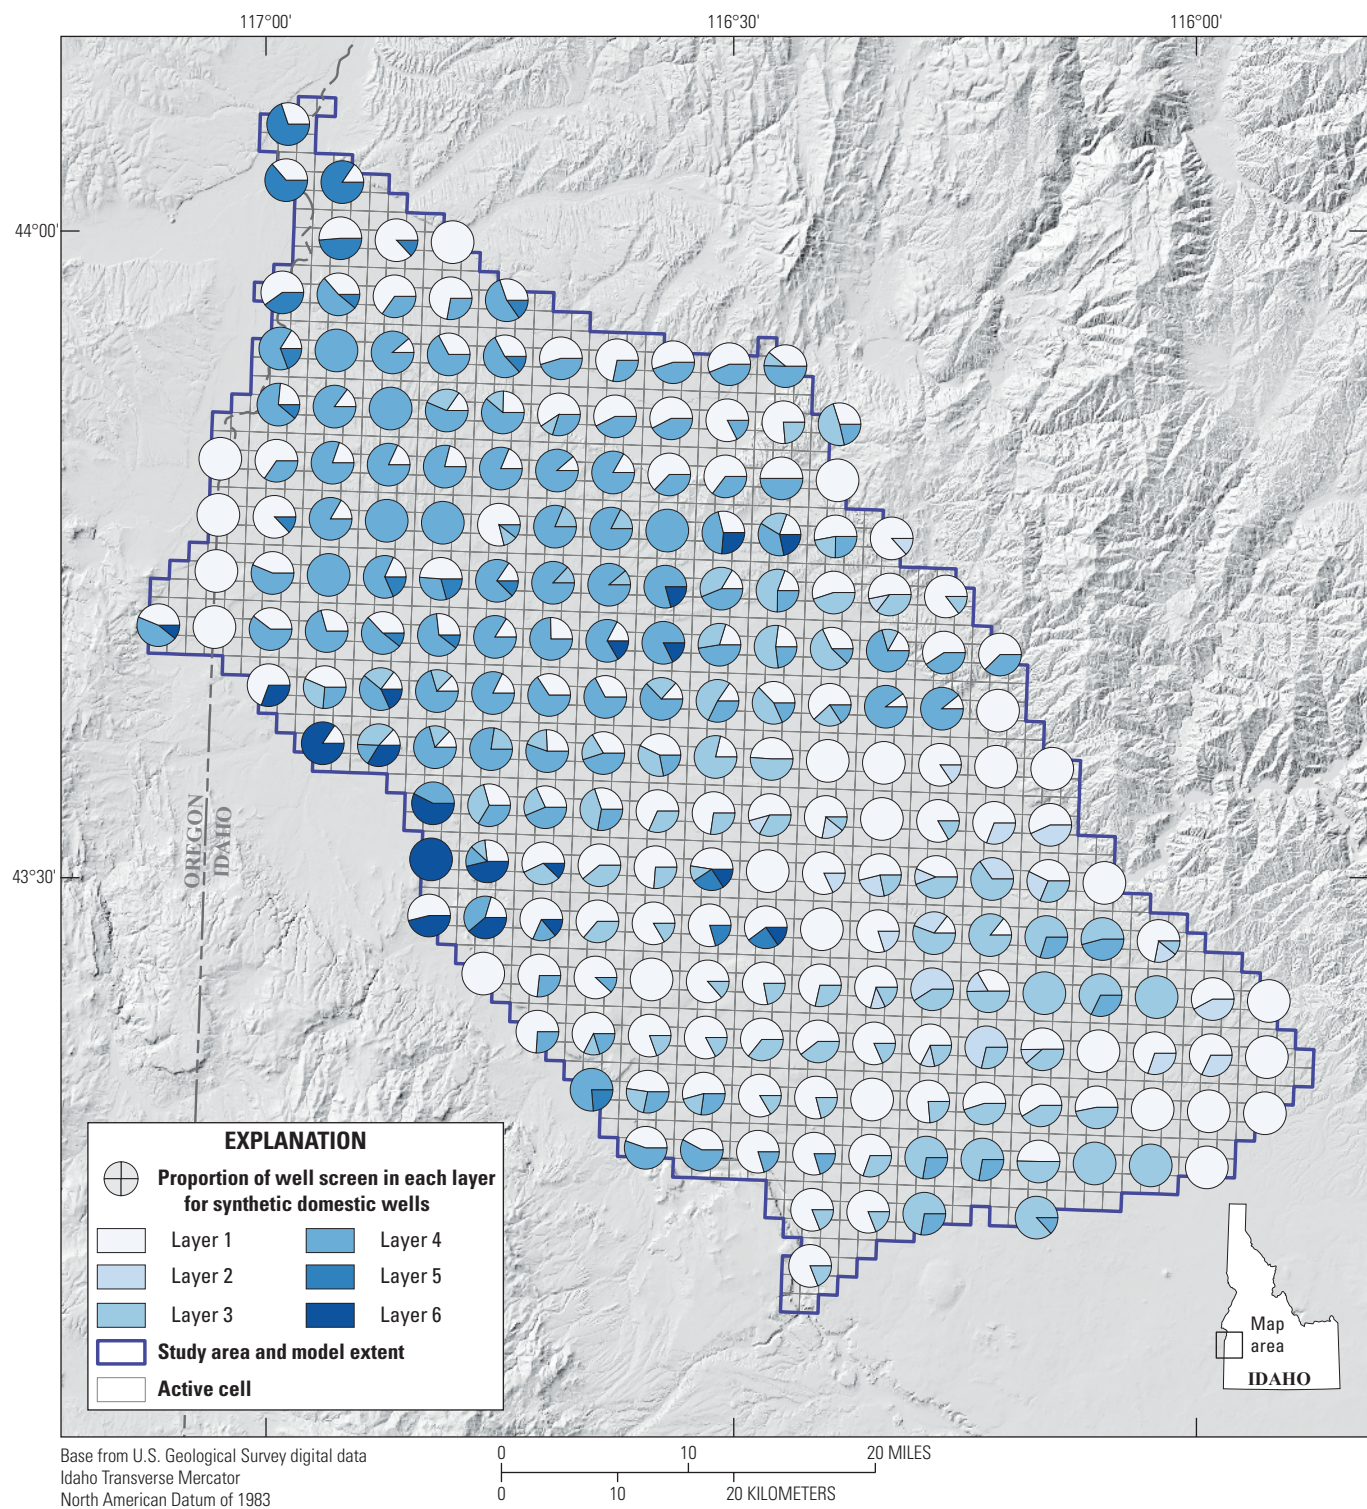 117°00'
116°30'
116°00'
44°00'
43°30'
OREGON
IDAHO
EXPLANATION
Proportion of well screen in each layer
for synthetic domestic wells
Layer 1
Layer 4
Layer 2
Layer 5
Layer 3
Layer 6
Study area and model extent
Active cell
Map
area
IDAHO
Base from U.S. Geological Survey digital data
Idaho Transverse Mercator
North American Datum of 1983
0 10 20 MILES
0 10 20 KILOMETERS